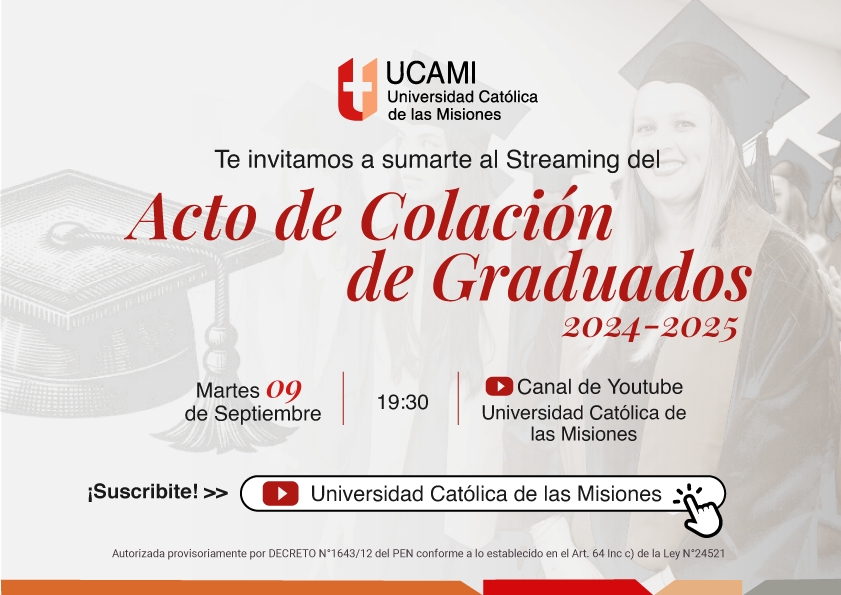 UCAMI
Universidad Católica
de las Misiones
Te invitamos a sumarte al Streaming del
Acto de Colación
de Graduados
2024-2025
Martes 09
de Septiembre
19:30
Canal de Youtube
Universidad Católica de
las Misiones
¡Suscribite! >> Universidad Católica de las Misiones
Autorizada provisoriamente por DECRETO N°1643/12 del PEN conforme a lo establecido en el Art. 64 Inc c) de la Ley N°24521